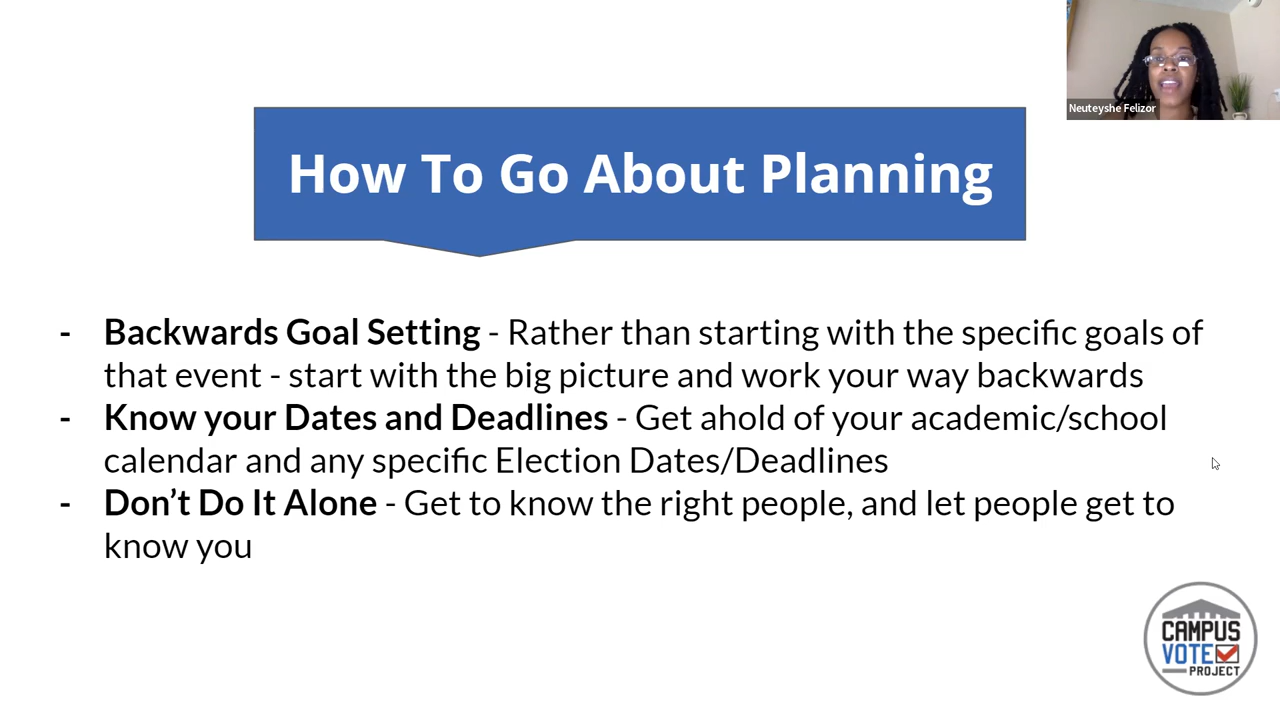 Neuteyshe Felizor
How To Go About Planning
- Backwards Goal Setting - Rather than starting with the specific goals of
that event - start with the big picture and work your way backwards
- Know your Dates and Deadlines - Get ahold of your academic/school
calendar and any specific Election Dates/Deadlines
- Don’t Do It Alone - Get to know the right people, and let people get to
know you
CAMPUS
VOTE
PROJECT